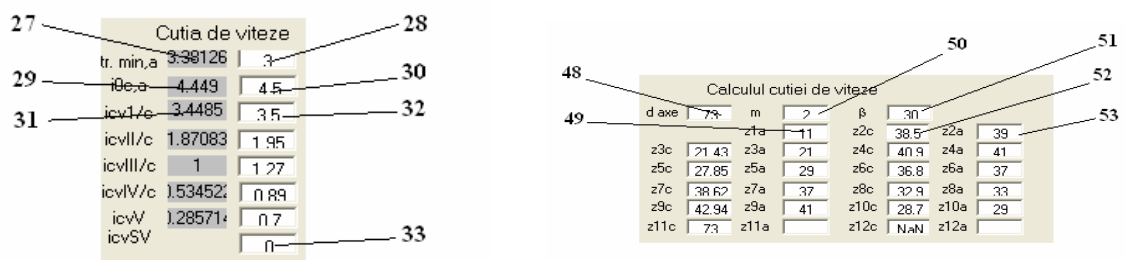 27
28
Cutia de viteze
tr. min,a 3.38126 3
29
i0c,a 4.449 4.5
30
31
icv1/c 3.4485 3.5
32
icvII/c 1.87083 1.95
icvIII/c 1 1.27
icvIV/c 0.534522 0.89
icvV 0.285714 0.7
icvSV 0
33
48
50
51
Calculul cutiei de viteze
52
49
d axe 73 m 2 β 30
53
z1a 11 z2c 38.5 z2a 39
z3c 21.43 z3a 21 z4c 40.9 z4a 41
z5c 27.85 z5a 29 z6c 36.8 z6a 37
z7c 38.62 z7a 37 z8c 32.9 z8a 33
z9c 42.94 z9a 41 z10c 28.7 z10a 29
z11c 73 z11a z12c NaN z12a